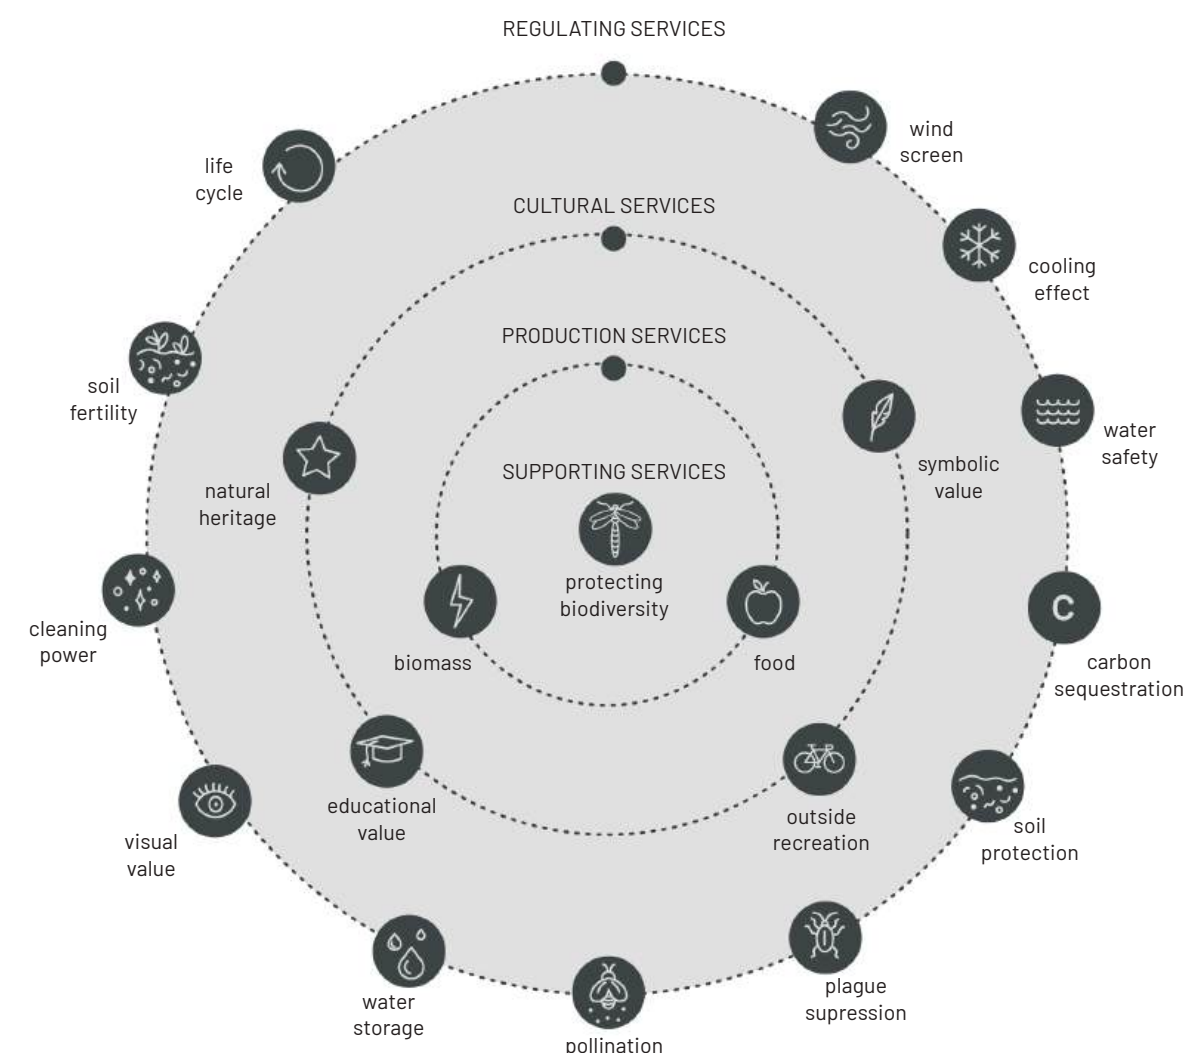 REGULATING SERVICES
wind
screen
life
cycle
CULTURAL SERVICES
cooling
effect
PRODUCTION SERVICES
soil
fertility
water
safety
symbolic
value
SUPPORTING SERVICES
natural
heritage
protecting
biodiversity
C
cleaning
power
biomass
food
carbon
sequestration
educational
value
outside
recreation
soil
protection
visual
value
plague
supression
water
storage
pollination